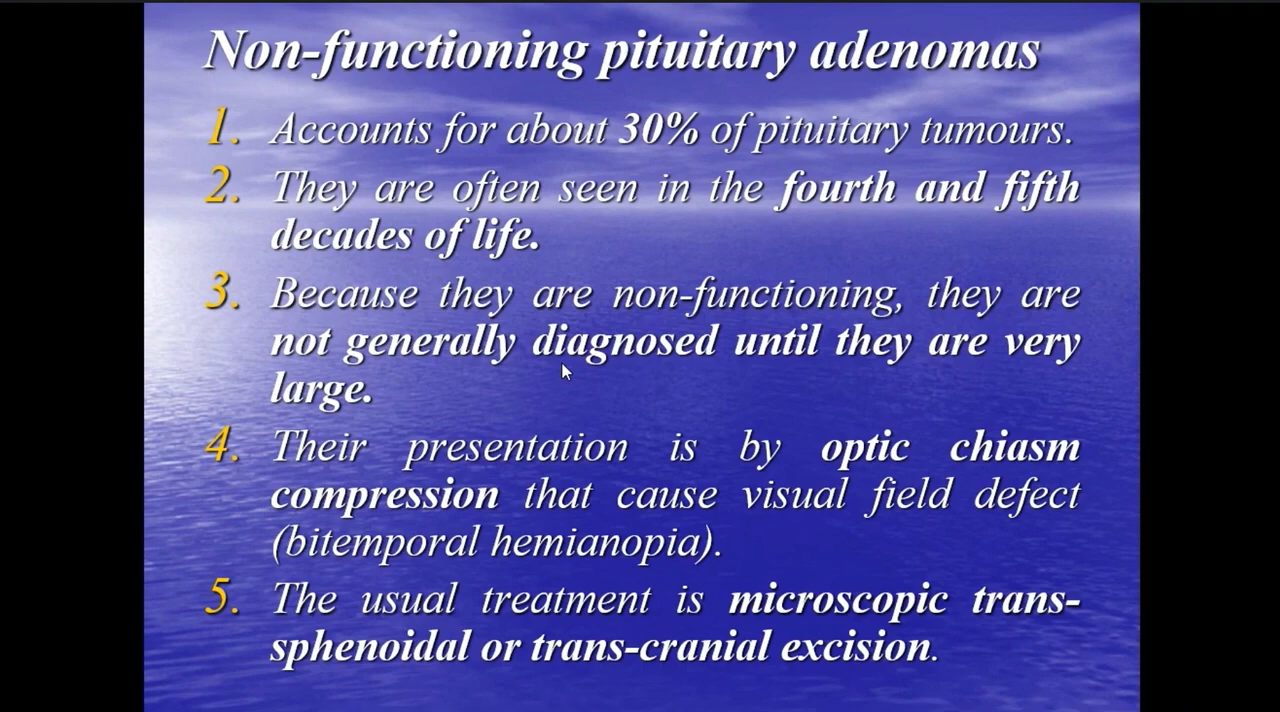 Non-functioning pituitary adenomas
1. Accounts for about 30% of pituitary tumours.
2. They are often seen in the fourth and fifth
decades of life.
3. Because they are non-functioning, they are
not generally diagnosed until they are very
large.
4. Their presentation is by optic chiasm
compression that cause visual field defect
(bitemporal hemianopia).
5. The usual treatment is microscopic trans-
sphenoidal or trans-cranial excision.